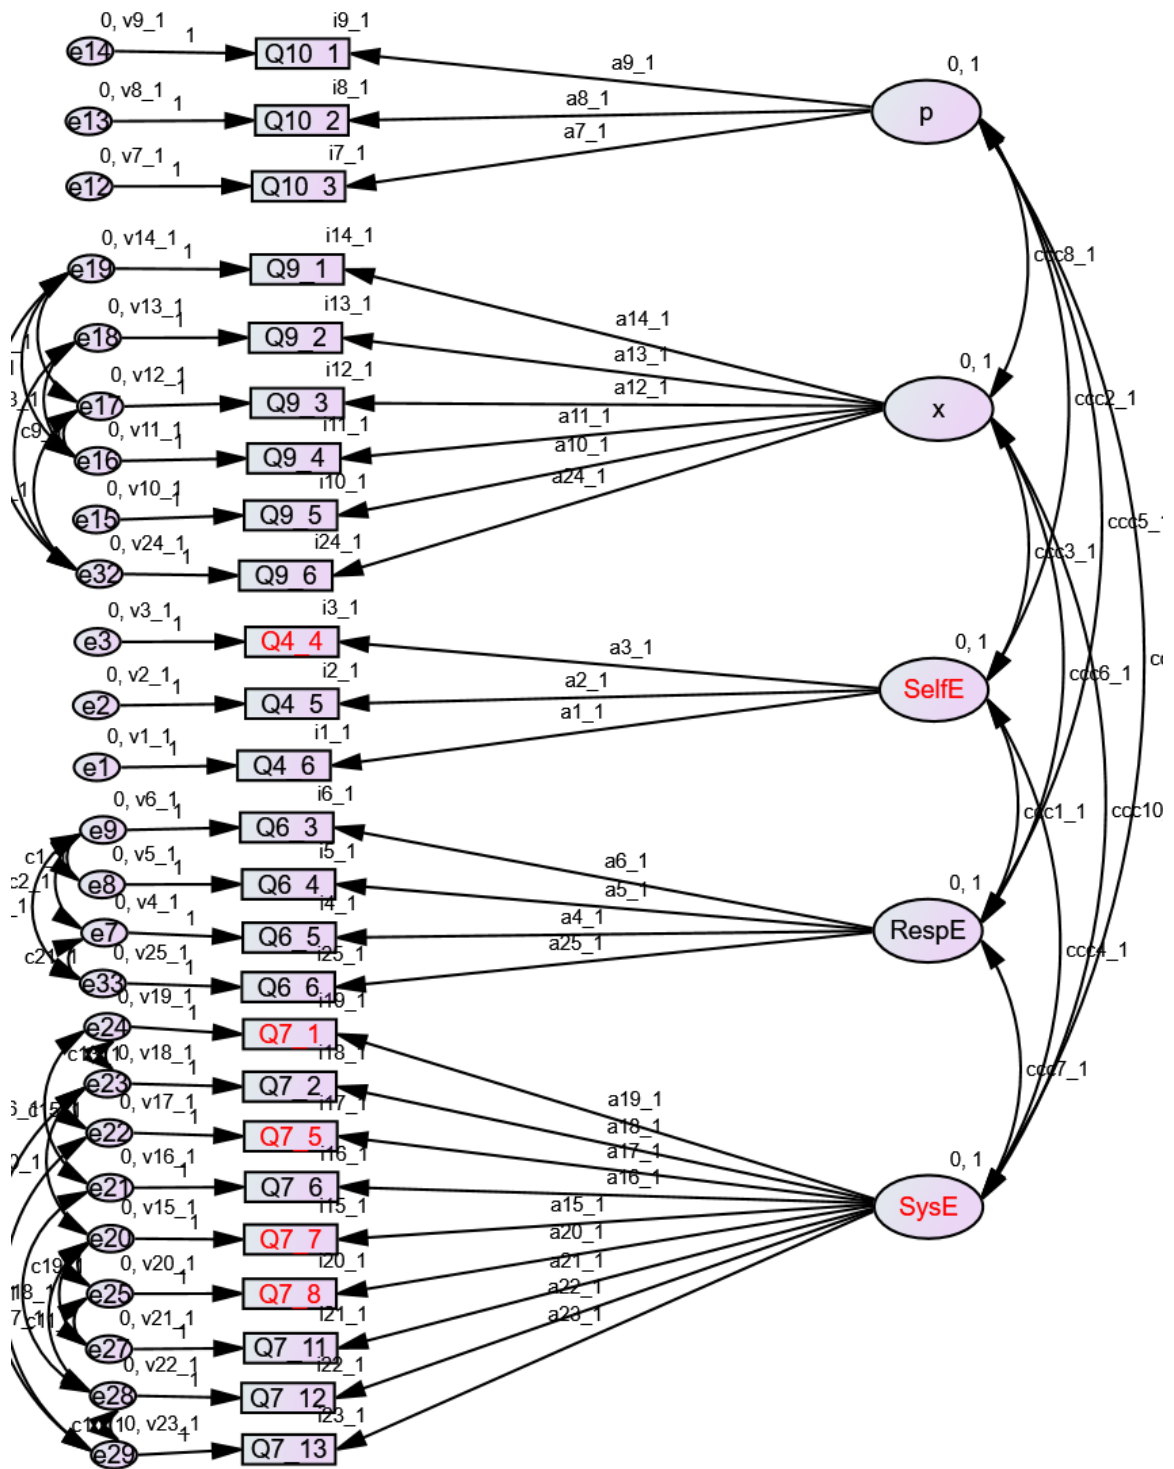 0, v9_1
i9_1
e14
1
Q10_1
a9_1
0, 1
p
0, v8_1
i8_1
e13
1
Q10_2
a8_1
0, v7_1
i7_1
e12
1
Q10_3
a7_1
0, v14_1
i14_1
e19
1
Q9_1
a14_1
ccc8_1
0, v13_1
i13_1
e18
1
Q9_2
a13_1
0, 1
x
0, v12_1
i12_1
e17
1
Q9_3
a12_1
ccc2_1
0, v11_1
i11_1
e16
1
Q9_4
a11_1
0, v10_1
i10_1
e15
1
Q9_5
a10_1
ccc5_1
0, v24_1
i24_1
e32
1
Q9_6
a24_1
ccc3_1
0, v3_1
i3_1
e3
1
Q4_4
a3_1
0, 1
SelfE
0, v2_1
i2_1
e2
1
Q4_5
a2_1
ccc6_1
0, v1_1
i1_1
e1
1
Q4_6
a1_1
0, v6_1
i6_1
e9
1
Q6_3
a6_1
ccc1_1
ccc10
0, v5_1
i5_1
e8
1
Q6_4
a5_1
c2_1
0, v4_1
i4_1
e7
1
Q6_5
a4_1
0, 1
RespE
0, v25_1
i25_1
e33
1
Q6_6
a25_1
c21_1
ccc4_1
0, v19_1
i19_1
e24
1
Q7_1
a19_1
ccc7_1
0, v18_1
i18_1
e23
1
Q7_2
a18_1
0, v17_1
i17_1
e22
1
Q7_5
a17_1
0, v16_1
i16_1
e21
1
Q7_6
a16_1
0, 1
SysE
0, v15_1
i15_1
e20
1
Q7_7
a15_1
0, v20_1
i20_1
e25
1
Q7_8
a20_1
0, v21_1
i21_1
e27
1
Q7_11
a21_1
0, v22_1
i22_1
e28
1
Q7_12
a22_1
0, v23_1
i23_1
e29
1
Q7_13
a23_1